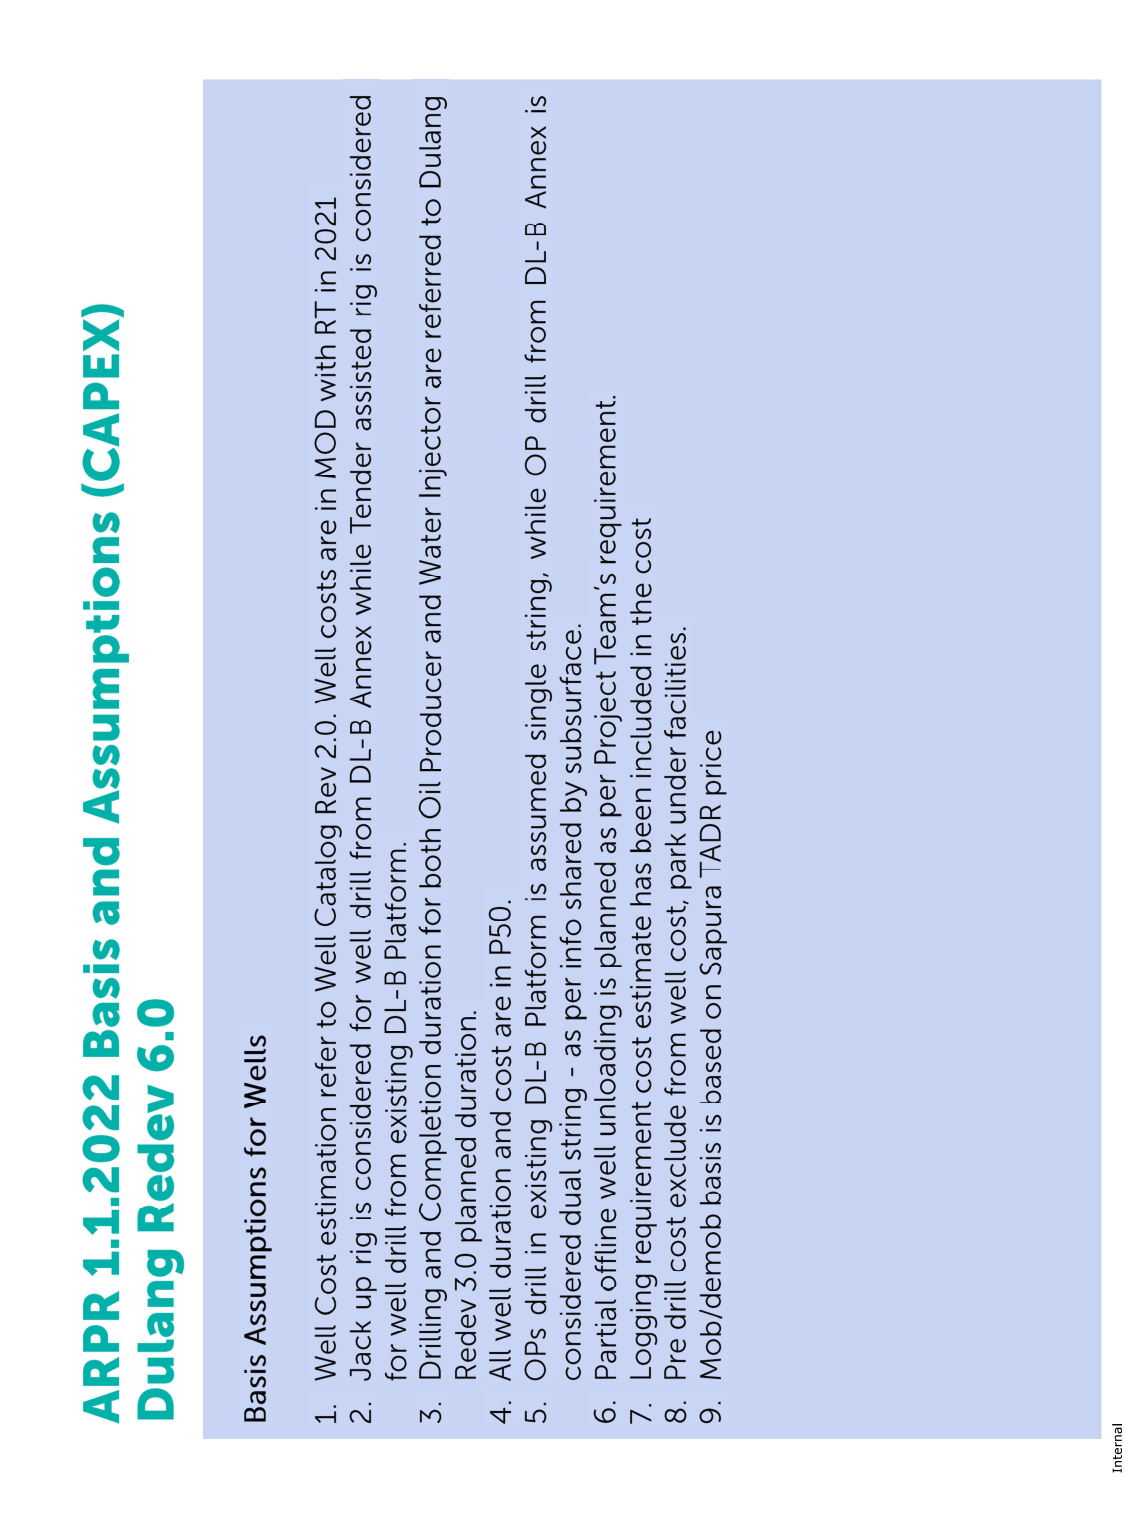 ARPR 1.1.2022 Basis and Assumptions (CAPEX)
Dulang Redev 6.0
Basis Assumptions for Wells
1. Well Cost estimation refer to Well Catalog Rev 2.0. Well costs are in MOD with RT in 2021
2. Jack up rig is considered for well drill from DL-B Annex while Tender assisted rig is considered
for well drill from existing DL-B Platform.
3. Drilling and Completion duration for both Oil Producer and Water Injector are referred to Dulang
Redev 3.0 planned duration.
4. All well duration and cost are in P50.
5. OPs drill in existing DL-B Platform is assumed single string, while OP drill from DL-B Annex is
considered dual string - as per info shared by subsurface.
6. Partial offline well unloading is planned as per Project Team's requirement.
7. Logging requirement cost estimate has been included in the cost
8. Pre drill cost exclude from well cost, park under facilities.
9. Mob/demob basis is based on Sapura TADR price
Internal